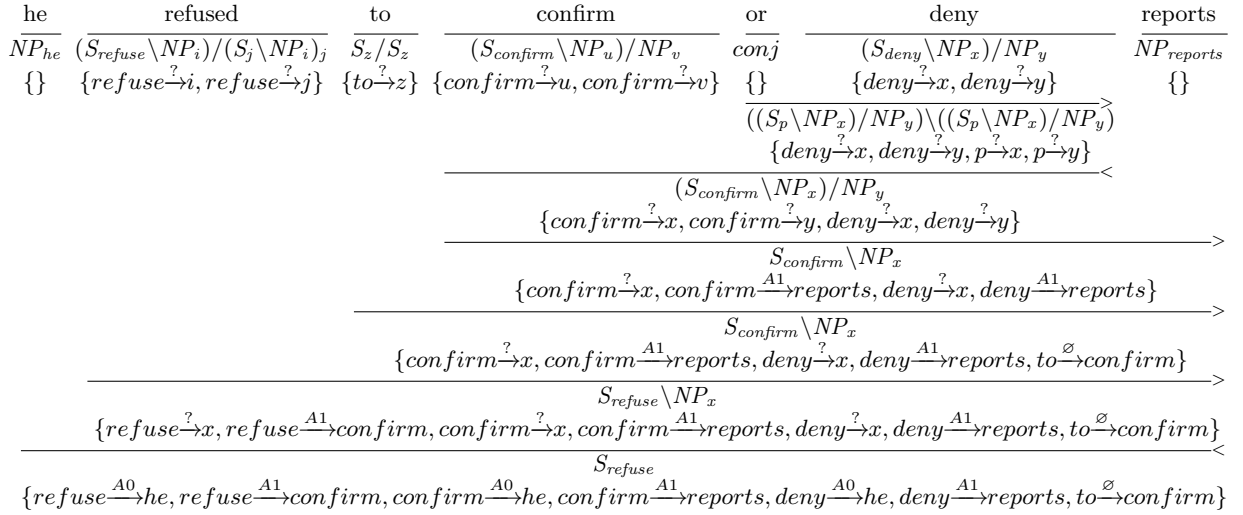 he refused to confirm or deny reports
NP_he (S_refuse\NP_i)/(S_j\NP_i)_j S_z/S_z (S_confirm\NP_u)/NP_v conj (S_deny\NP_x)/NP_y NP_reports
{} {refuse→?i, refuse→?j} {to→?z} {confirm→?u, confirm→?v} {} {deny→?x, deny→?y} {}
>
((S_p\NP_x)/NP_y)\((S_p\NP_x)/NP_y)
{deny→?x, deny→?y, p→?x, p→?y}
<
(S_confirm\NP_x)/NP_y
{confirm→?x, confirm→?y, deny→?x, deny→?y}
>
S_confirm\NP_x
{confirm→?x, confirm→A1 reports, deny→?x, deny→A1 reports}
>
S_confirm\NP_x
{confirm→?x, confirm→A1 reports, deny→?x, deny→A1 reports, to→∅ confirm}
>
S_refuse\NP_x
{refuse→?x, refuse→A1 confirm, confirm→?x, confirm→A1 reports, deny→?x, deny→A1 reports, to→∅ confirm}
<
S_refuse
{refuse→A0 he, refuse→A1 confirm, confirm→A0 he, confirm→A1 reports, deny→A0 he, deny→A1 reports, to→∅ confirm}